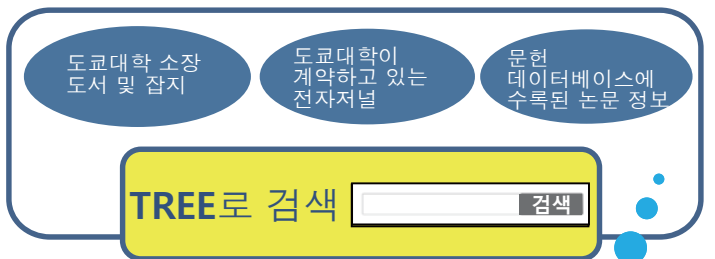 도쿄대학 소장
도서 및 잡지
도쿄대학이
계약하고 있는
전자저널
문헌
데이터베이스에
수록된 논문 정보
TREE로 검색
검색